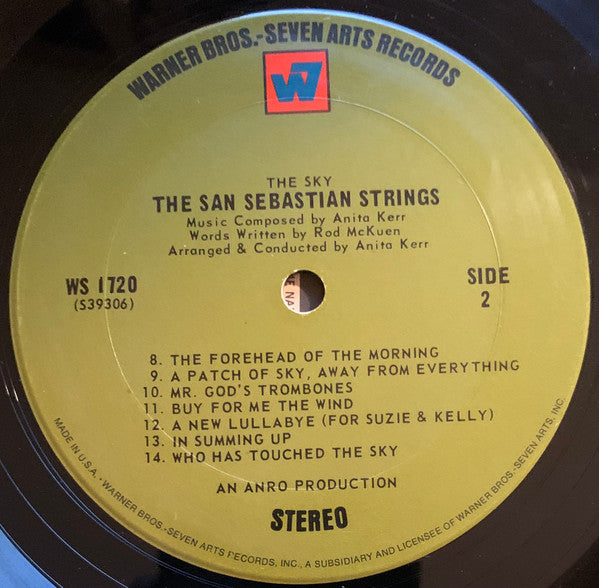 WARNER BROS.-SEVEN ARTS RECORDS
W7
THE SKY
THE SAN SEBASTIAN STRINGS
Music Composed by Anita Kerr
Words Written by Rod McKuen
Arranged & Conducted by Anita Kerr
WS 1720
(S39306)
SIDE
2
8. THE FOREHEAD OF THE MORNING
9. A PATCH OF SKY, AWAY FROM EVERYTHING
10. MR. GOD'S TROMBONES
11. BUY FOR ME THE WIND
12. A NEW LULLABYE (FOR SUZIE & KELLY)
13. IN SUMMING UP
14. WHO HAS TOUCHED THE SKY
AN ANRO PRODUCTION
STEREO
MADE IN U.S.A. - WARNER BROS.-SEVEN ARTS RECORDS, INC., A SUBSIDIARY AND LICENSEE OF WARNER BROS.-SEVEN ARTS, INC.